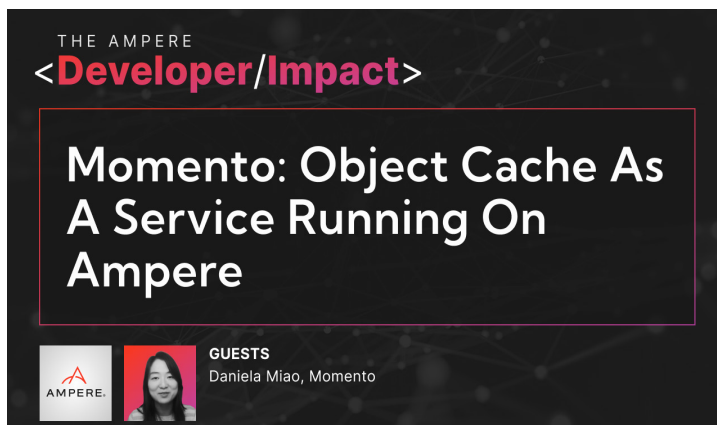 THE AMPERE
<Developer/Impact>
Momento: Object Cache As
A Service Running On
Ampere
GUESTS
Daniela Miao, Momento
AMPERE®